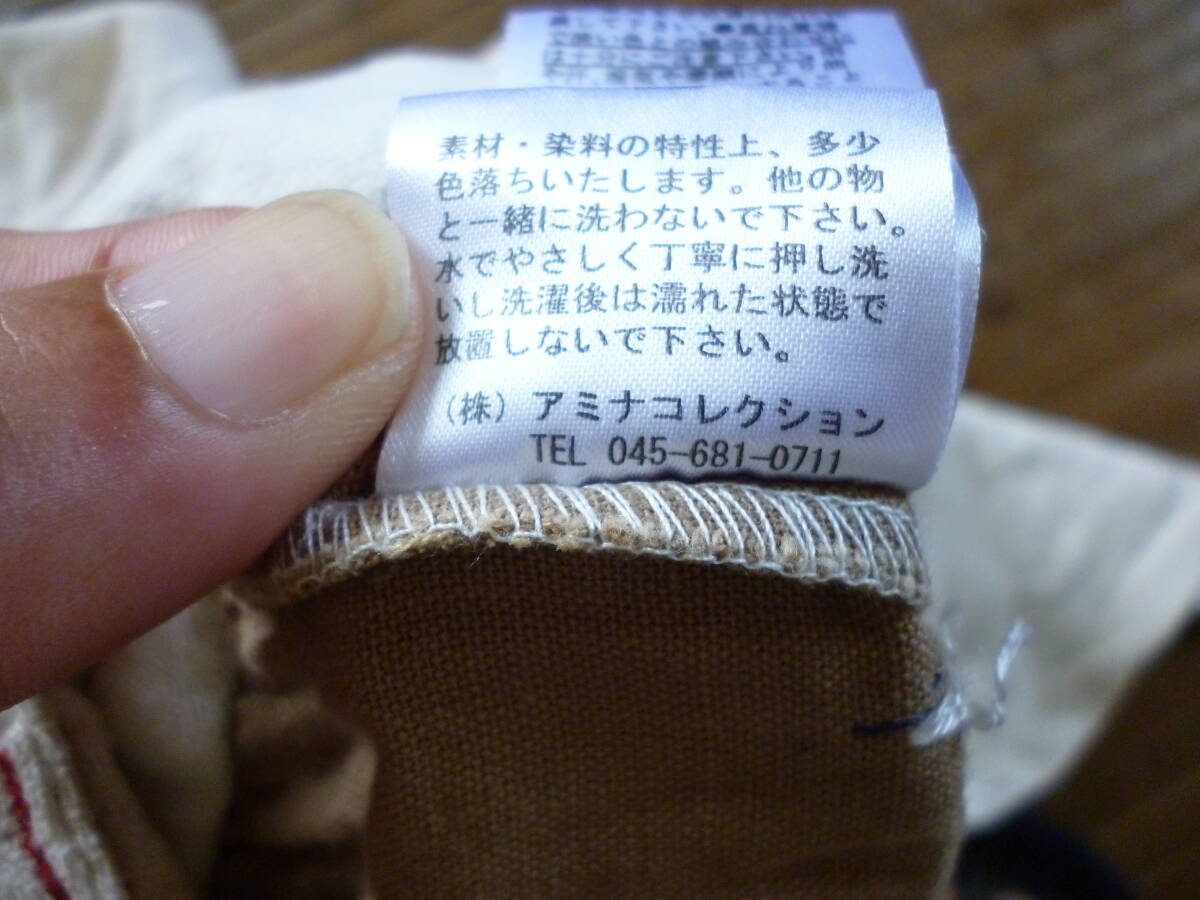 素材・染料の特性上、多少
色落ちいたします。他の物
と一緒に洗わないで下さい。
水でやさしく丁寧に押し洗
いし洗濯後は濡れた状態で
放置しないで下さい。
(株) アミナコレクション
TEL 045-681-0711